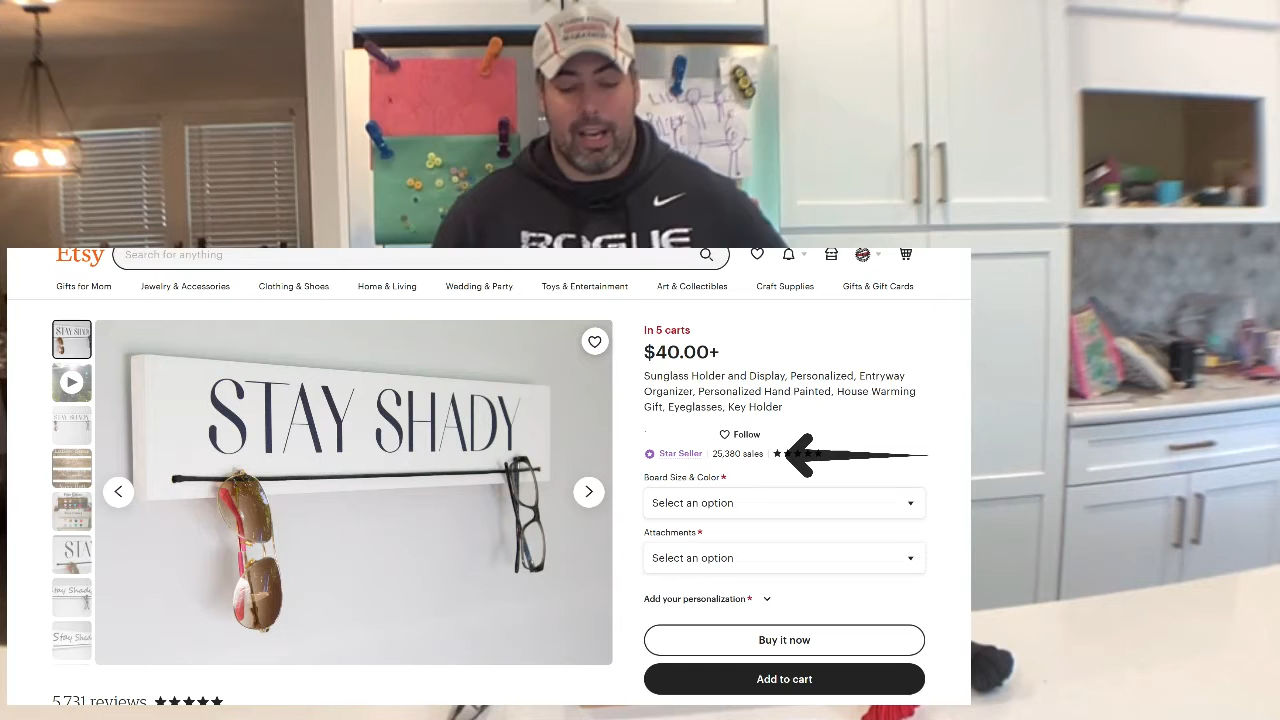 ROGUE
Etsy
Search for anything
Gifts for Mom Jewelry & Accessories Clothing & Shoes Home & Living Wedding & Party Toys & Entertainment Art & Collectibles Craft Supplies Gifts & Gift Cards
STAY SHADY
In 5 carts
$40.00+
Sunglass Holder and Display, Personalized, Entryway
Organizer, Personalized Hand Painted, House Warming
Gift, Eyeglasses, Key Holder
Follow
Star Seller 25,380 sales
Board Size & Color*
Select an option
Attachments*
Select an option
Add your personalization*
Buy it now
Add to cart
5,731 reviews